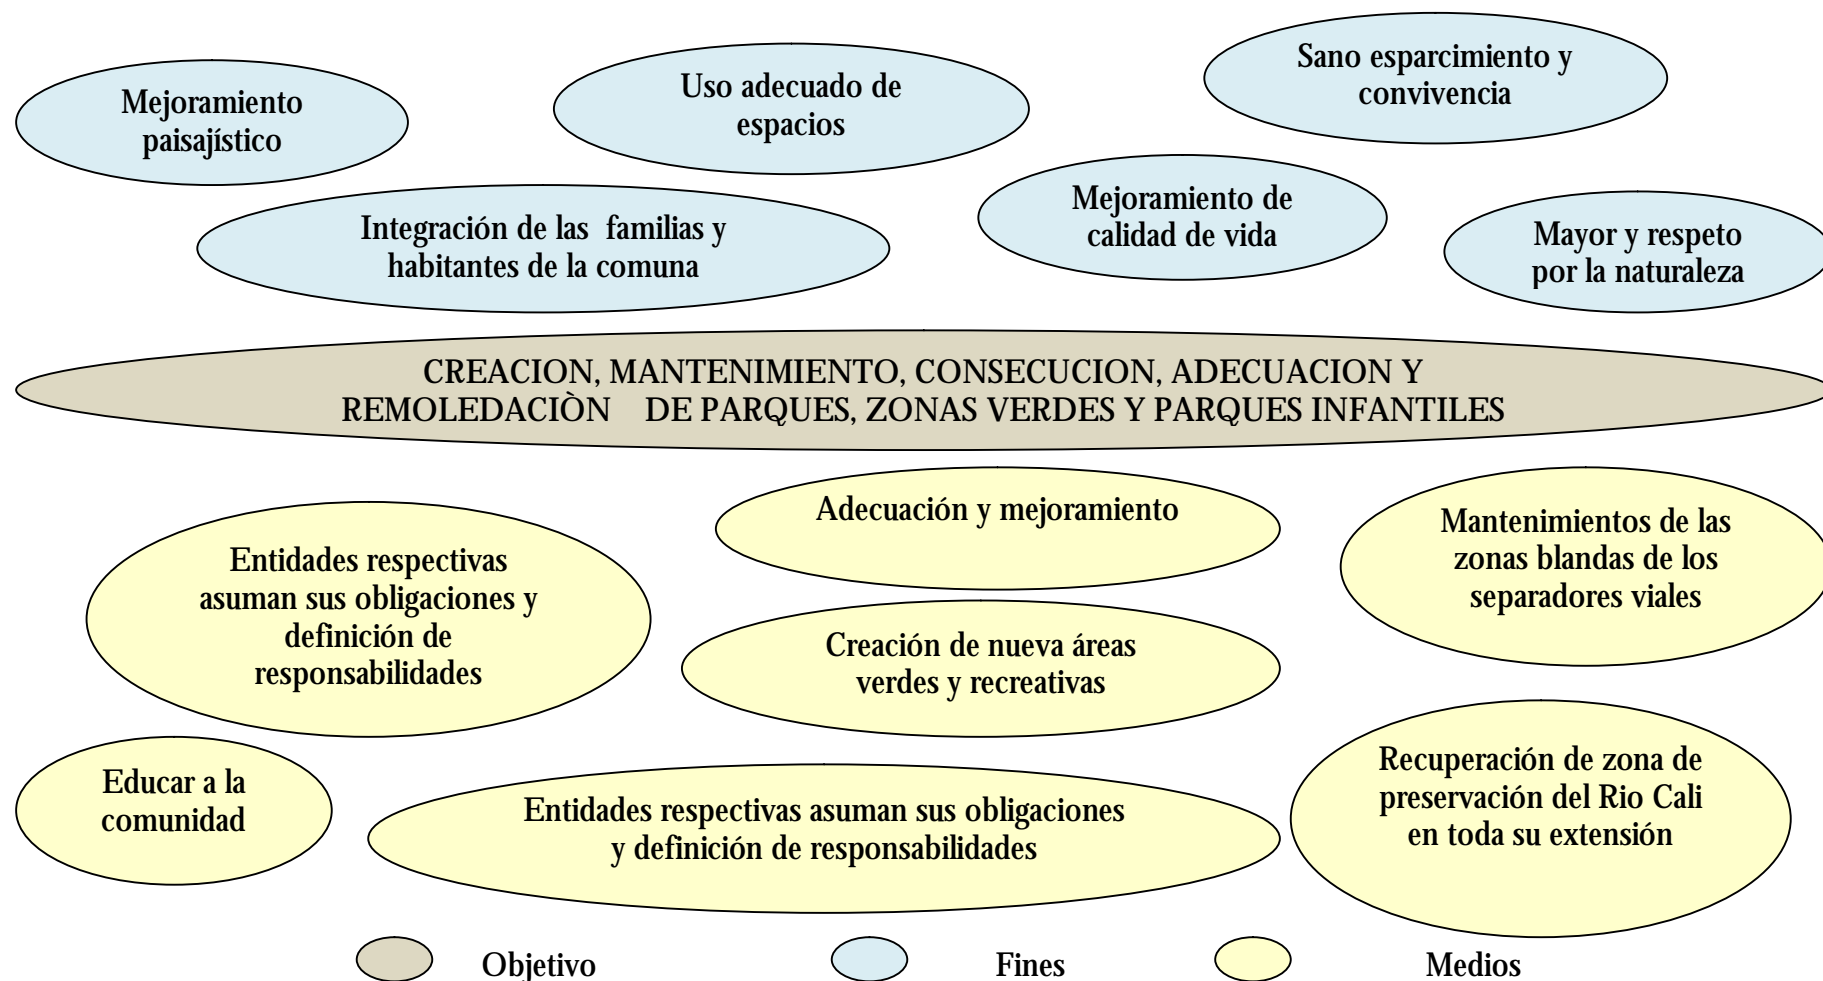 Sano esparcimiento y
convivencia
Uso adecuado de
espacios
Mejoramiento
paisajístico
Mejoramiento de
calidad de vida
Integración de las  familias y
habitantes de la comuna
Mayor y respeto
por la naturaleza
CREACION, MANTENIMIENTO, CONSECUCION, ADECUACION Y
REMOLEDACIÒN    DE PARQUES, ZONAS VERDES Y PARQUES INFANTILES
Adecuación y mejoramiento
Mantenimientos de las
zonas blandas de los
separadores viales
Entidades respectivas
asuman sus obligaciones y
definición de
responsabilidades
Creación de nueva áreas
verdes y recreativas
Recuperación de zona de
preservación del Rio Cali
en toda su extensión
Educar a la
comunidad
Entidades respectivas asuman sus obligaciones
y definición de responsabilidades
Objetivo
Fines
Medios